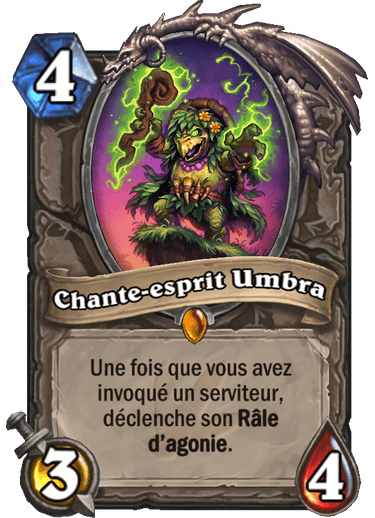 4
Chante-esprit Umbra
Une fois que vous avez
invoqué un serviteur,
déclenche son Râle
d'agonie.
3
4